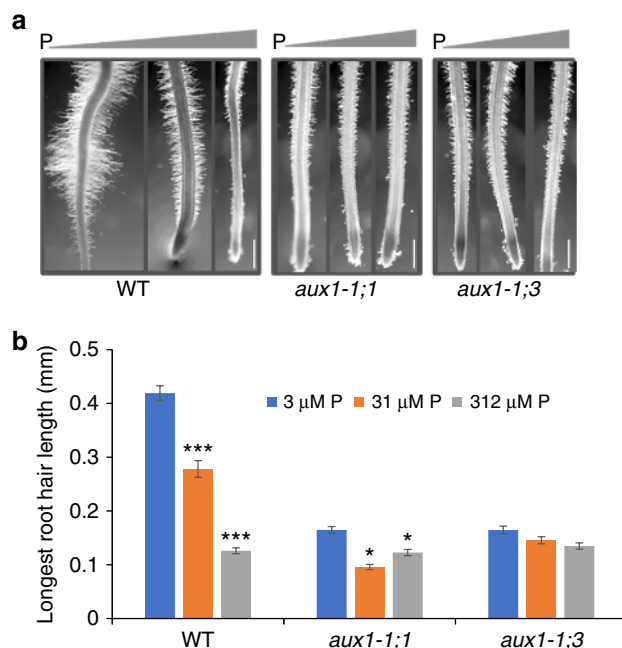 a
P P P
WT aux1-1;1 aux1-1;3
b
Longest root hair length (mm)
0.5
0.4
0.3
0.2
0.1
0
3 µM P 31 µM P 312 µM P
***
***
*
*
WT aux1-1;1 aux1-1;3